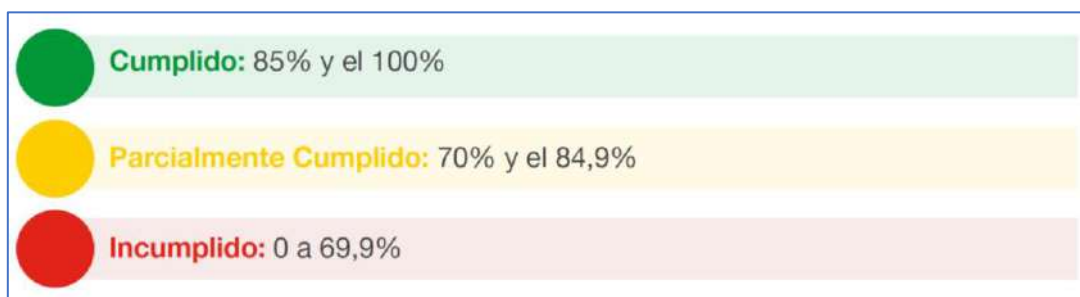 Cumplido: 85% y el 100%
Parcialmente Cumplido: 70% y el 84,9%
Incumplido: 0 a 69,9%